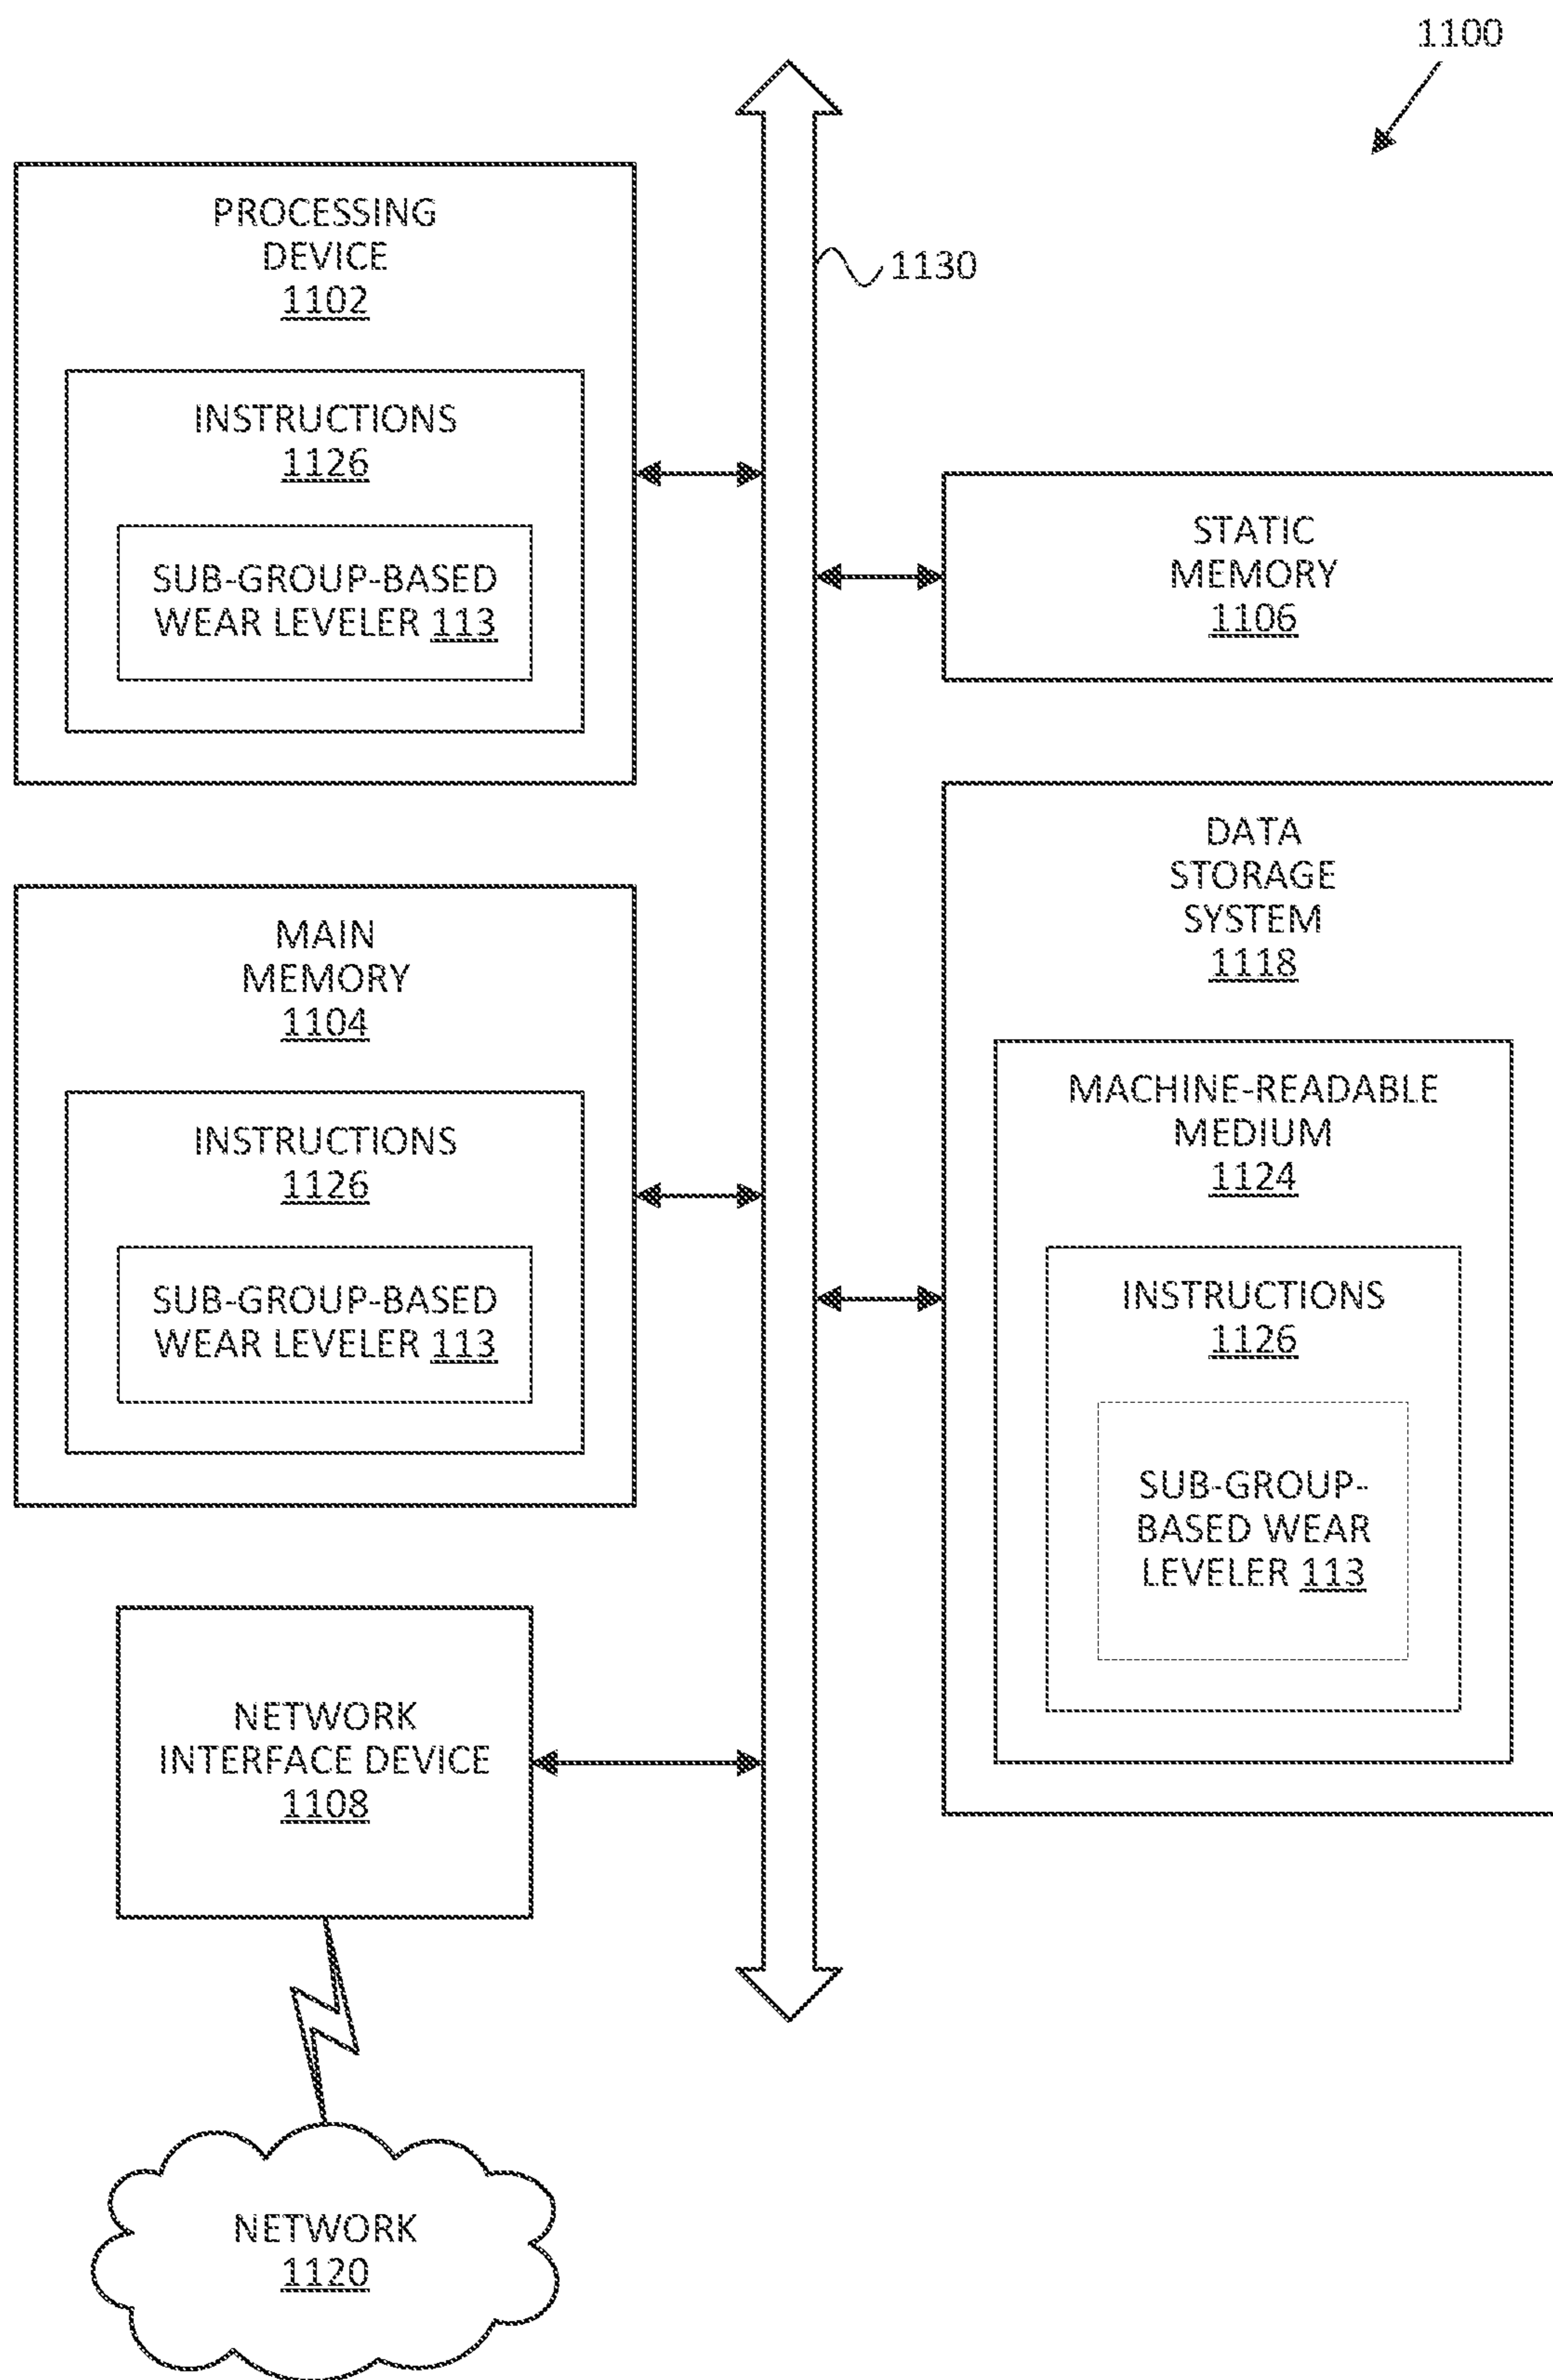 1100
PROCESSING
DEVICE
1102
INSTRUCTIONS
1126
SUB-GROUP-BASED
WEAR LEVELER 113
1130
STATIC
MEMORY
1106
MAIN
MEMORY
1104
INSTRUCTIONS
1126
SUB-GROUP-BASED
WEAR LEVELER 113
DATA
STORAGE
SYSTEM
1118
MACHINE-READABLE
MEDIUM
1124
INSTRUCTIONS
1126
SUB-GROUP-
BASED WEAR
LEVELER 113
NETWORK
INTERFACE DEVICE
1108
NETWORK
1120